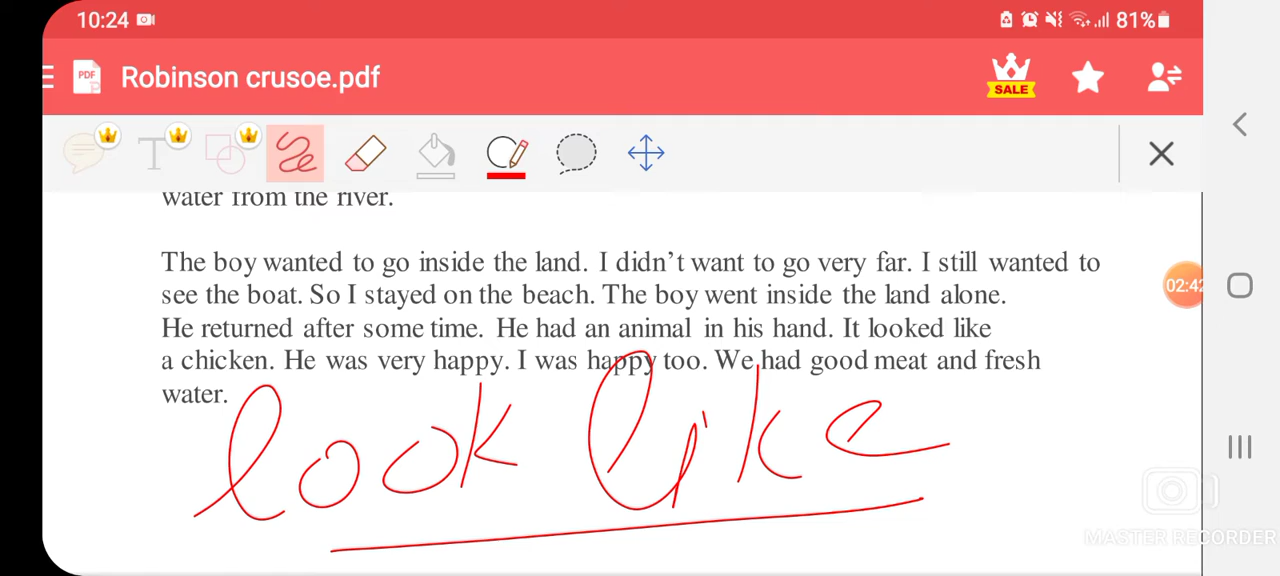 10:24
81%
PDF
Robinson crusoe.pdf
SALE
T
water from the river.
The boy wanted to go inside the land. I didn't want to go very far. I still wanted to
see the boat. So I stayed on the beach. The boy went inside the land alone.
He returned after some time. He had an animal in his hand. It looked like
a chicken. He was very happy. I was happy too. We had good meat and fresh
water.
look like
02:42
MASTER RECORDER